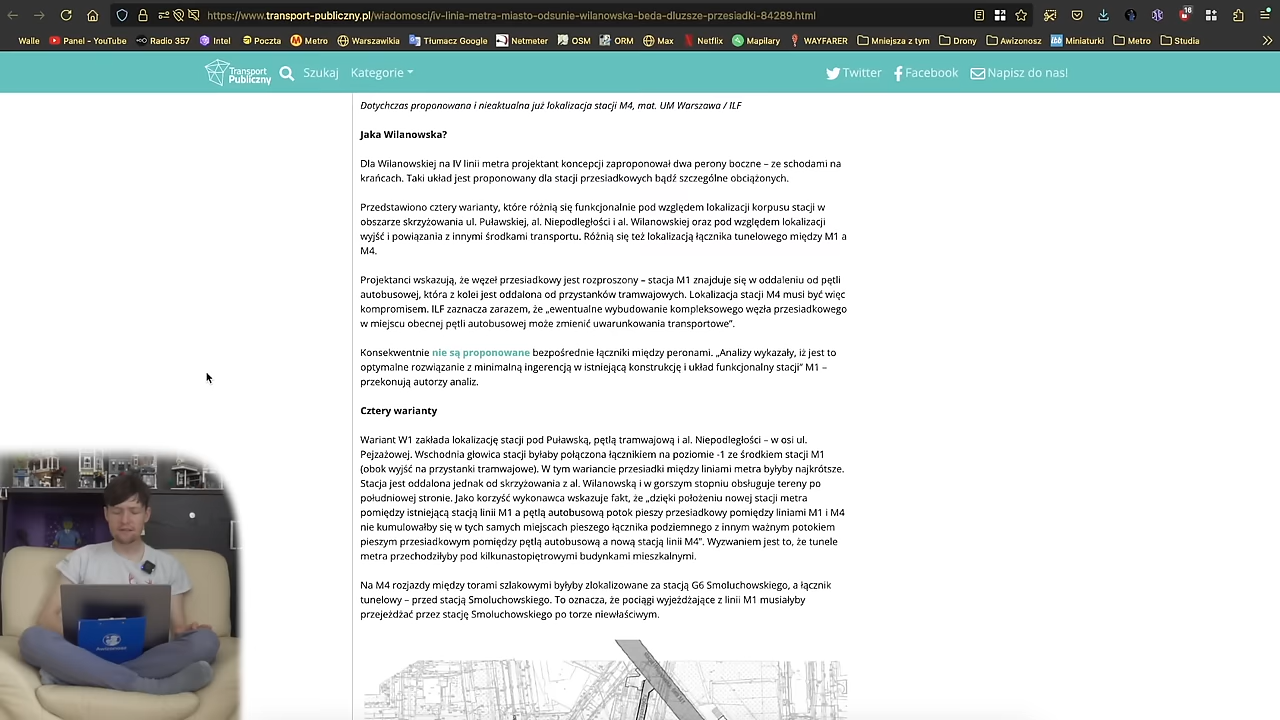 https://www.transport-publiczny.pl/wiadomosci/iv-linia-metra-miasto-odsunie-wilanowska-beda-dluzsze-przesiadki-84289.html
18
Walle Panel - YouTube Radio 357 Intel Poczta Metro Warszawikia Tłumacz Google Netmeter OSM ORM Max Netflix Mapilary WAYFARER Mniejsza z tym Drony Awizonosz Miniaturki Metro Studia
Transport Publiczny Szukaj Kategorie Twitter Facebook Napisz do nas!
Dotychczas proponowana i nieaktualna już lokalizacja stacji M4, mat. UM Warszawa / ILF
Jaka Wilanowska?
Dla Wilanowskiej na IV linii metra projektant koncepcji zaproponował dwa perony boczne – ze schodami na
krańcach. Taki układ jest proponowany dla stacji przesiadkowych bądź szczególne obciążonych.
Przedstawiono cztery warianty, które różnią się funkcjonalnie pod względem lokalizacji korpusu stacji w
obszarze skrzyżowania ul. Puławskiej, al. Niepodległości i al. Wilanowskiej oraz pod względem lokalizacji
wyjść i powiązania z innymi środkami transportu. Różnią się też lokalizacją łącznika tunelowego między M1 a
M4.
Projektanci wskazują, że węzeł przesiadkowy jest rozproszony – stacja M1 znajduje się w oddaleniu od pętli
autobusowej, która z kolei jest oddalona od przystanków tramwajowych. Lokalizacja stacji M4 musi być więc
kompromisem. ILF zaznacza zarazem, że „ewentualne wybudowanie kompleksowego węzła przesiadkowego
w miejscu obecnej pętli autobusowej może zmienić uwarunkowania transportowe”.
Konsekwentnie nie są proponowane bezpośrednie łączniki między peronami. „Analizy wykazały, iż jest to
optymalne rozwiązanie z minimalną ingerencją w istniejącą konstrukcję i układ funkcjonalny stacji” M1 –
przekonują autorzy analiz.
Cztery warianty
Wariant W1 zakłada lokalizację stacji pod Puławską, pętlą tramwajową i al. Niepodległości – w osi ul.
Pejzażowej. Wschodnia głowica stacji byłaby połączona łącznikiem na poziomie -1 ze środkiem stacji M1
(obok wyjść na przystanki tramwajowe). W tym wariancie przesiadki między liniami metra byłyby najkrótsze.
Stacja jest oddalona jednak od skrzyżowania z al. Wilanowską i w gorszym stopniu obsługuje tereny po
południowej stronie. Jako korzyść wykonawca wskazuje fakt, że „dzięki położeniu nowej stacji metra
pomiędzy istniejącą stacją linii M1 a pętlą autobusową potok pieszy przesiadkowy pomiędzy liniami M1 i M4
nie kumulowałby się w tych samych miejscach pieszego łącznika podziemnego z innym ważnym potokiem
pieszym przesiadkowym pomiędzy pętlą autobusową a nową stacją linii M4”. Wyzwaniem jest to, że tunele
metra przechodziłyby pod kilkunastopiętrowymi budynkami mieszkalnymi.
Na M4 rozjazdy między torami szlakowymi byłyby zlokalizowane za stacją G6 Smoluchowskiego, a łącznik
tunelowy – przed stacją Smoluchowskiego. To oznacza, że pociągi wyjeżdżające z linii M1 musiałyby
przejeżdżać przez stację Smoluchowskiego po torze niewłaściwym.
Awizonosz